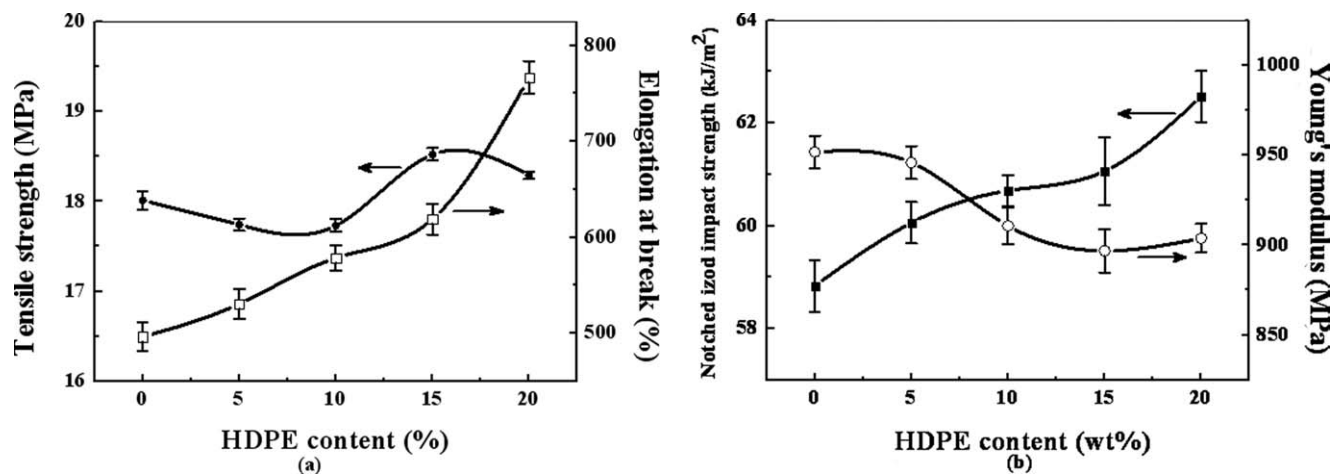 20
19
18
17
16
Tensile strength (MPa)
800
700
600
500
Elongation at break (%)
0 5 10 15 20
HDPE content (%)
(a)
64
62
60
58
Notched izod impact strength (kJ/m²)
1000
950
900
850
Young's modulus (MPa)
0 5 10 15 20
HDPE content (wt%)
(b)